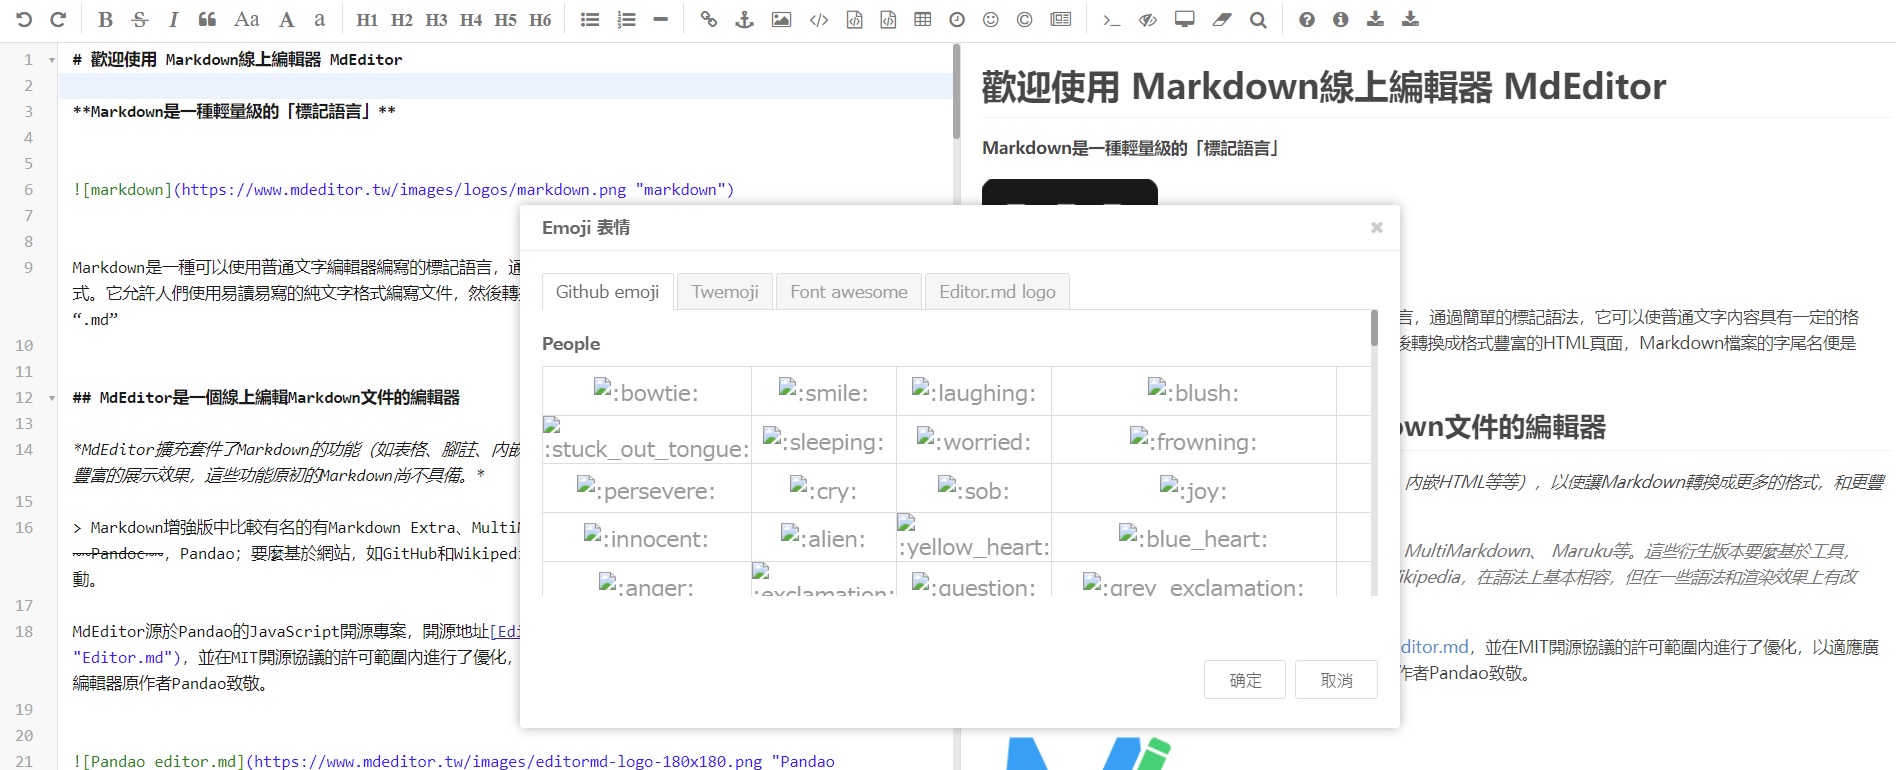 B S I “ Aa A a H1 H2 H3 H4 H5 H6
1 # 歡迎使用 Markdown線上編輯器 MdEditor
2
3 **Markdown是一種輕量級的「標記語言」**
4
5
6 ![markdown](https://www.mdeditor.tw/images/logos/markdown.png "markdown")
7
8
9 Markdown是一種可以使用普通文字編輯器編寫的標記語言，通
式。它允許人們使用易讀易寫的純文字格式編寫文件，然後轉
“.md”
10
11
12 ## MdEditor是一個線上編輯Markdown文件的編輯器
13
14 *MdEditor擴充套件了Markdown的功能（如表格、腳註、內嵌
豐富的展示效果，這些功能原初的Markdown尚不具備。*
15
16 > Markdown增強版中比較有名的有Markdown Extra、MultiM
~~Pandoc~~，Pandao；要麼基於網站，如GitHub和Wikipedi
動。
17
18 MdEditor源於Pandao的JavaScript開源專案，開源地址[Edi
"Editor.md")，並在MIT開源協議的許可範圍內進行了優化，
編輯器原作者Pandao致敬。
19
20
21 ![Pandao editor.md](https://www.mdeditor.tw/images/editormd-logo-180x180.png "Pandao
歡迎使用 Markdown線上編輯器 MdEditor
Markdown是一種輕量級的「標記語言」
言，通過簡單的標記語法，它可以使普通文字內容具有一定的格
後轉換成格式豐富的HTML頁面，Markdown檔案的字尾名便是
own文件的編輯器
內嵌HTML等等），以使讓Markdown轉換成更多的格式，和更豐
MultiMarkdown、 Maruku等。這些衍生版本要麼基於工具，
ikipedia，在語法上基本相容，但在一些語法和渲染效果上有改
ditor.md，並在MIT開源協議的許可範圍內進行了優化，以適應廣
作者Pandao致敬。
Emoji 表情 ×
Github emoji Twemoji Font awesome Editor.md logo
People
:bowtie: :smile: :laughing: :blush:
:stuck_out_tongue: :sleeping: :worried: :frowning:
:persevere: :cry: :sob: :joy:
:innocent: :alien: :yellow_heart: :blue_heart:
:anger: :exclamation: :question: :grey_exclamation:
确定 取消